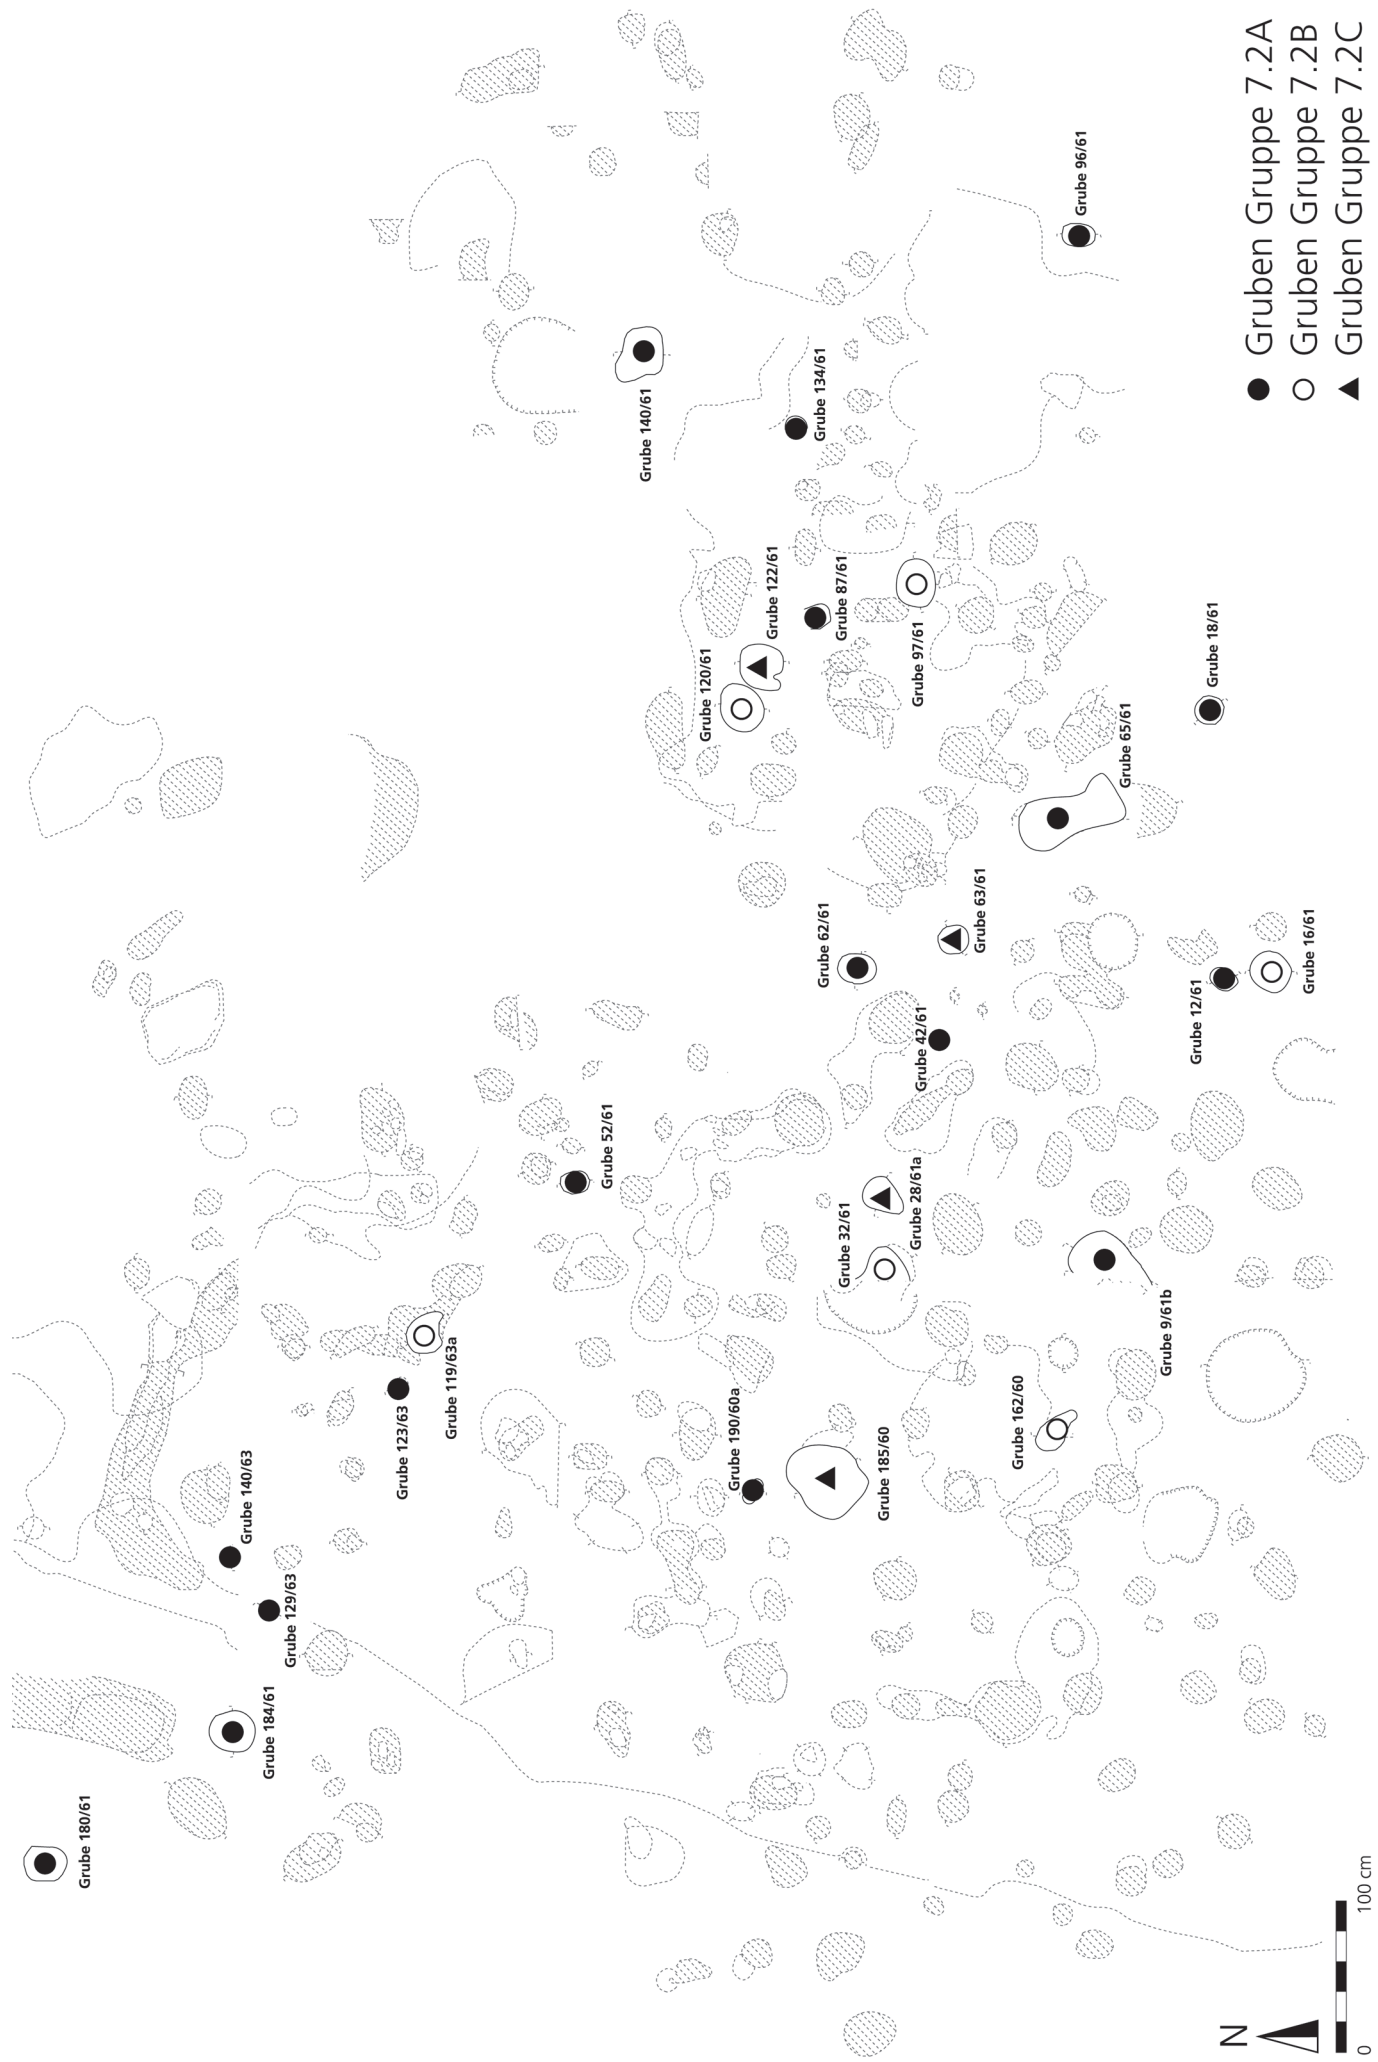 Grube 180/61
Grube 184/61
Grube 129/63
Grube 140/63
Grube 123/63
Grube 119/63a
Grube 52/61
Grube 190/60a
Grube 185/60
Grube 32/61
Grube 28/61a
Grube 162/60
Grube 9/61b
Grube 42/61
Grube 62/61
Grube 63/61
Grube 12/61
Grube 16/61
Grube 65/61
Grube 18/61
Grube 120/61
Grube 122/61
Grube 87/61
Grube 97/61
Grube 140/61
Grube 134/61
Grube 96/61
Gruben Gruppe 7.2A
Gruben Gruppe 7.2B
Gruben Gruppe 7.2C
N
0 100 cm